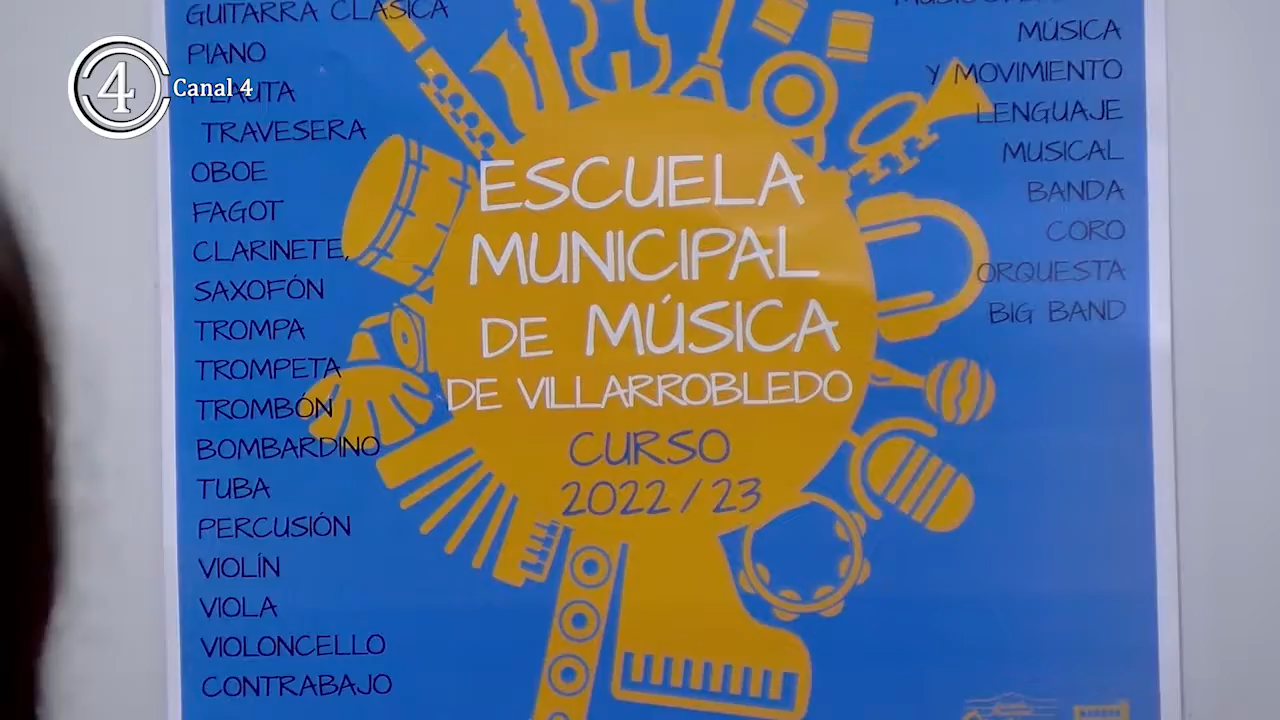 GUITARRA CLÁSICA
PIANO
FLAUTA
TRAVESERA
OBOE
FAGOT
CLARINETE,
SAXOFÓN
TROMPA
TROMPETA
TROMBÓN
BOMBARDINO
TUBA
PERCUSIÓN
VIOLÍN
VIOLA
VIOLONCELLO
CONTRABAJO
4 Canal 4
ESCUELA
MUNICIPAL
DE MÚSICA
DE VILLARROBLEDO
CURSO
2022/23
MÚSICA
Y MOVIMIENTO
LENGUAJE
MUSICAL
BANDA
CORO
ORQUESTA
BIG BAND